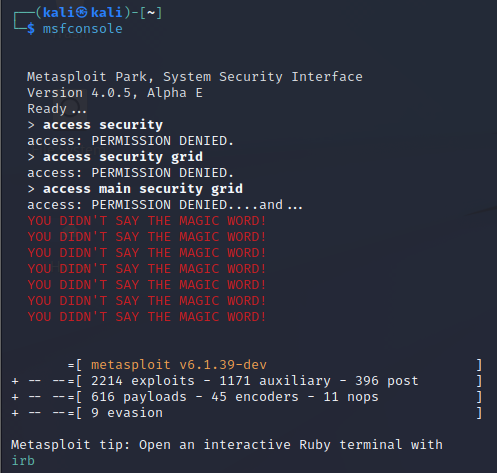 ┌──(kali㉿kali)-[~]
└─$ msfconsole
Metasploit Park, System Security Interface
Version 4.0.5, Alpha E
Ready...
> access security
access: PERMISSION DENIED.
> access security grid
access: PERMISSION DENIED.
> access main security grid
access: PERMISSION DENIED....and...
YOU DIDN'T SAY THE MAGIC WORD!
YOU DIDN'T SAY THE MAGIC WORD!
YOU DIDN'T SAY THE MAGIC WORD!
YOU DIDN'T SAY THE MAGIC WORD!
YOU DIDN'T SAY THE MAGIC WORD!
YOU DIDN'T SAY THE MAGIC WORD!
YOU DIDN'T SAY THE MAGIC WORD!
=[ metasploit v6.1.39-dev ]
+ -- --=[ 2214 exploits - 1171 auxiliary - 396 post ]
+ -- --=[ 616 payloads - 45 encoders - 11 nops ]
+ -- --=[ 9 evasion ]
Metasploit tip: Open an interactive Ruby terminal with
irb